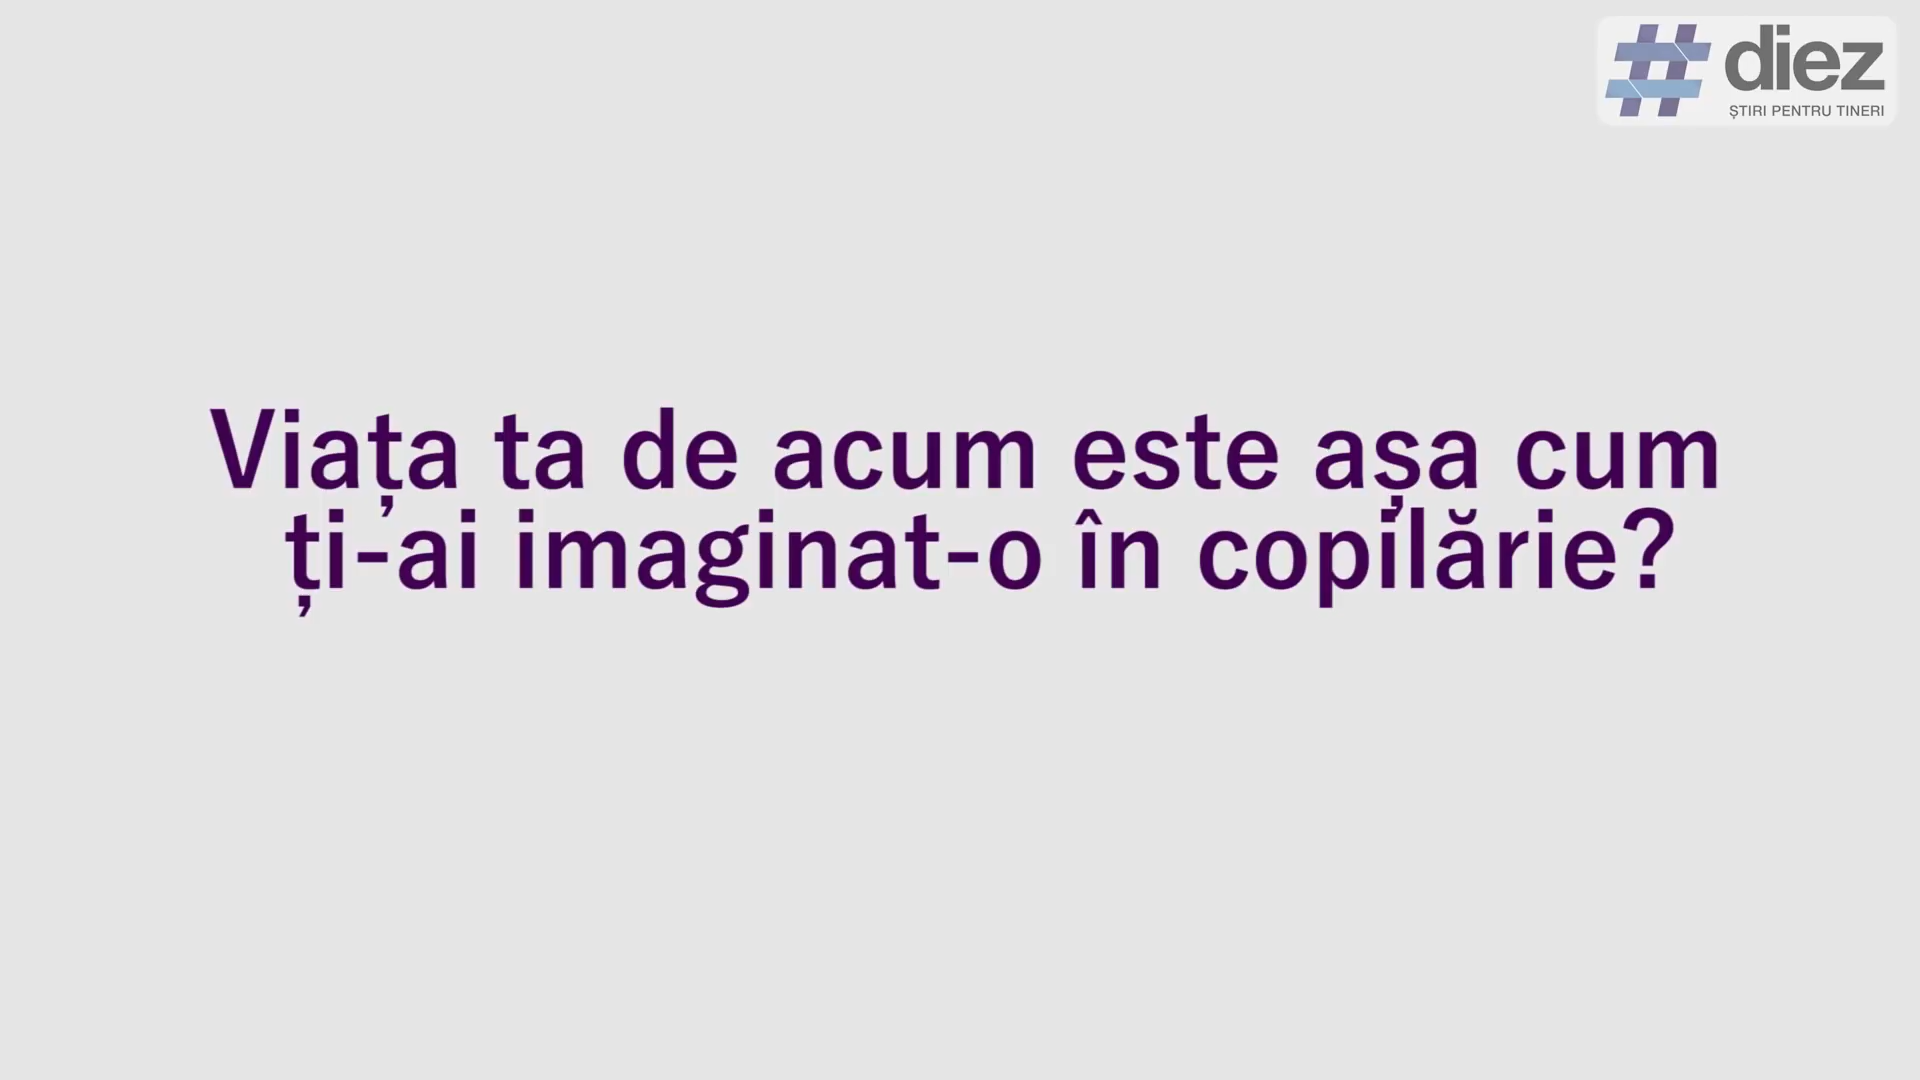 #diez
ȘTIRI PENTRU TINERI
Viața ta de acum este așa cum
ți-ai imaginat-o în copilărie?